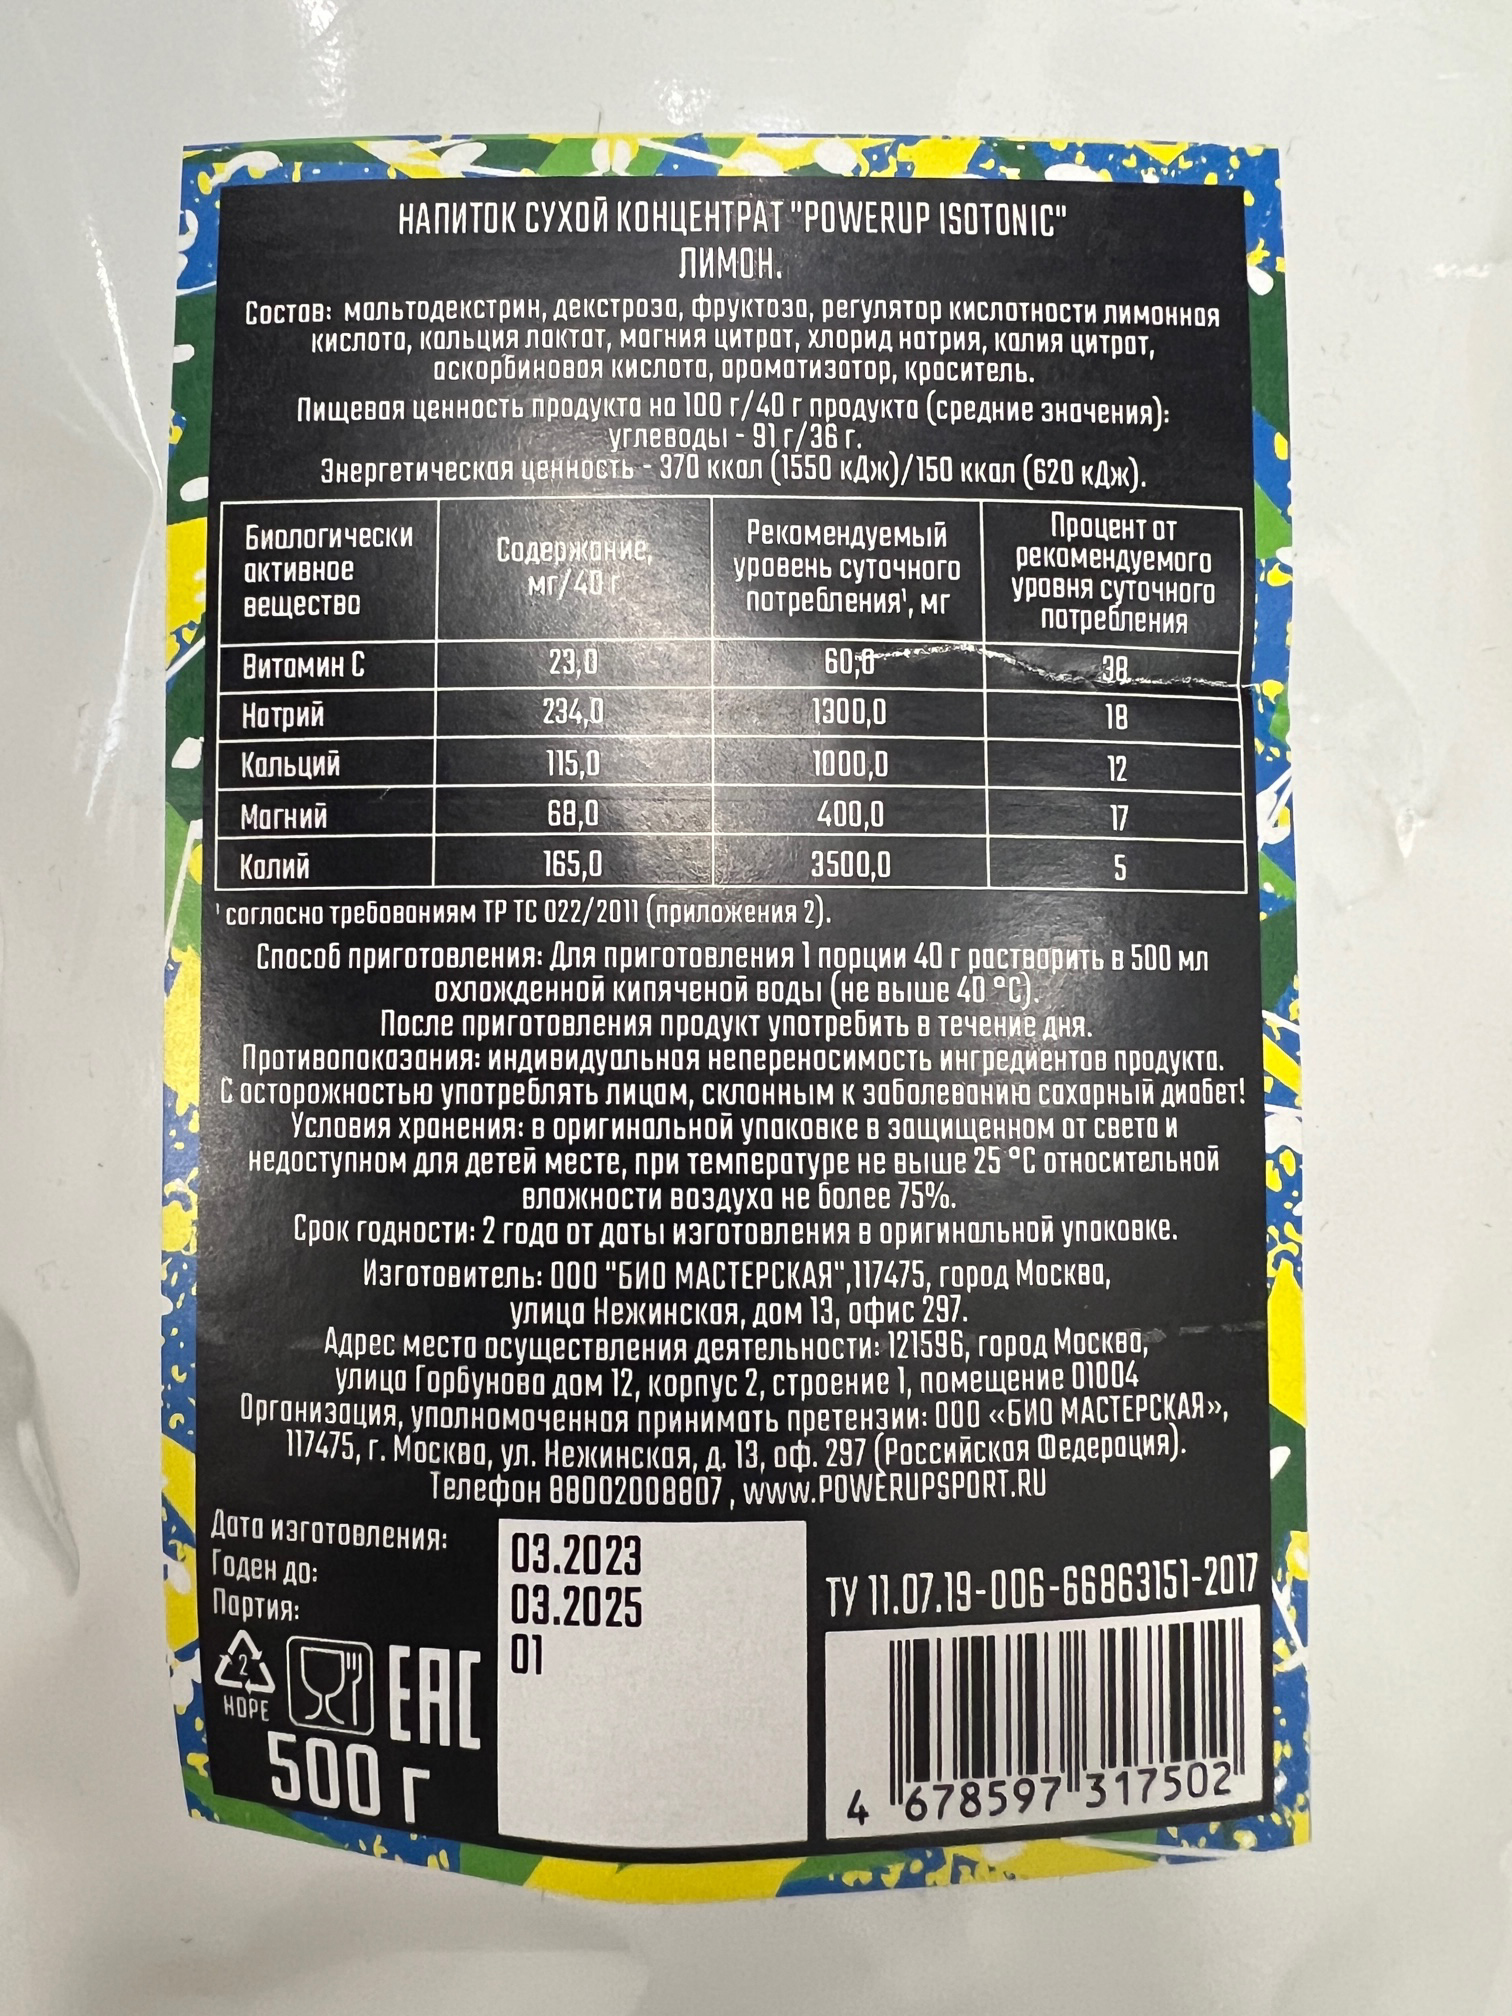 НАПИТОК СУХОЙ КОНЦЕНТРАТ "POWERUP ISOTONIC"
ЛИМОН.
Состав: мальтодекстрин, декстроза, фруктоза, регулятор кислотности лимонная
кислота, кальция лактат, магния цитрат, хлорид натрия, калия цитрат,
аскорбиновая кислота, ароматизатор, краситель.
Пищевая ценность продукта на 100 г/40 г продукта (средние значения):
углеводы - 91 г/36 г.
Энергетическая ценность - 370 ккал (1550 кДж)/150 ккал (620 кДж).
Биологически активное вещество Содержание, мг/40 г Рекомендуемый уровень суточного потребления¹, мг Процент от рекомендуемого уровня суточного потребления
Витамин С 23,0 60,0 38
Натрий 234,0 1300,0 18
Кальций 115,0 1000,0 12
Магний 68,0 400,0 17
Калий 165,0 3500,0 5
¹ согласно требованиям ТР ТС 022/2011 (приложения 2).
Способ приготовления: Для приготовления 1 порции 40 г растворить в 500 мл
охлажденной кипяченой воды (не выше 40 °С).
После приготовления продукт употребить в течение дня.
Противопоказания: индивидуальная непереносимость ингредиентов продукта.
С осторожностью употреблять лицам, склонным к заболеванию сахарный диабет!
Условия хранения: в оригинальной упаковке в защищенном от света и
недоступном для детей месте, при температуре не выше 25 °С относительной
влажности воздуха не более 75%.
Срок годности: 2 года от даты изготовления в оригинальной упаковке.
Изготовитель: ООО "БИО МАСТЕРСКАЯ",117475, город Москва,
улица Нежинская, дом 13, офис 297.
Адрес места осуществления деятельности: 121596, город Москва,
улица Горбунова дом 12, корпус 2, строение 1, помещение 01004
Организация, уполномоченная принимать претензии: ООО «БИО МАСТЕРСКАЯ»,
117475, г. Москва, ул. Нежинская, д. 13, оф. 297 (Российская Федерация).
Телефон 88002008807 , www.POWERUPSPORT.RU
Дата изготовления: 03.2023
Годен до: 03.2025
Партия: 01
ТУ 11.07.19-006-66863151-2017
2
HDPE
EAC
500 г
4 678597 317502